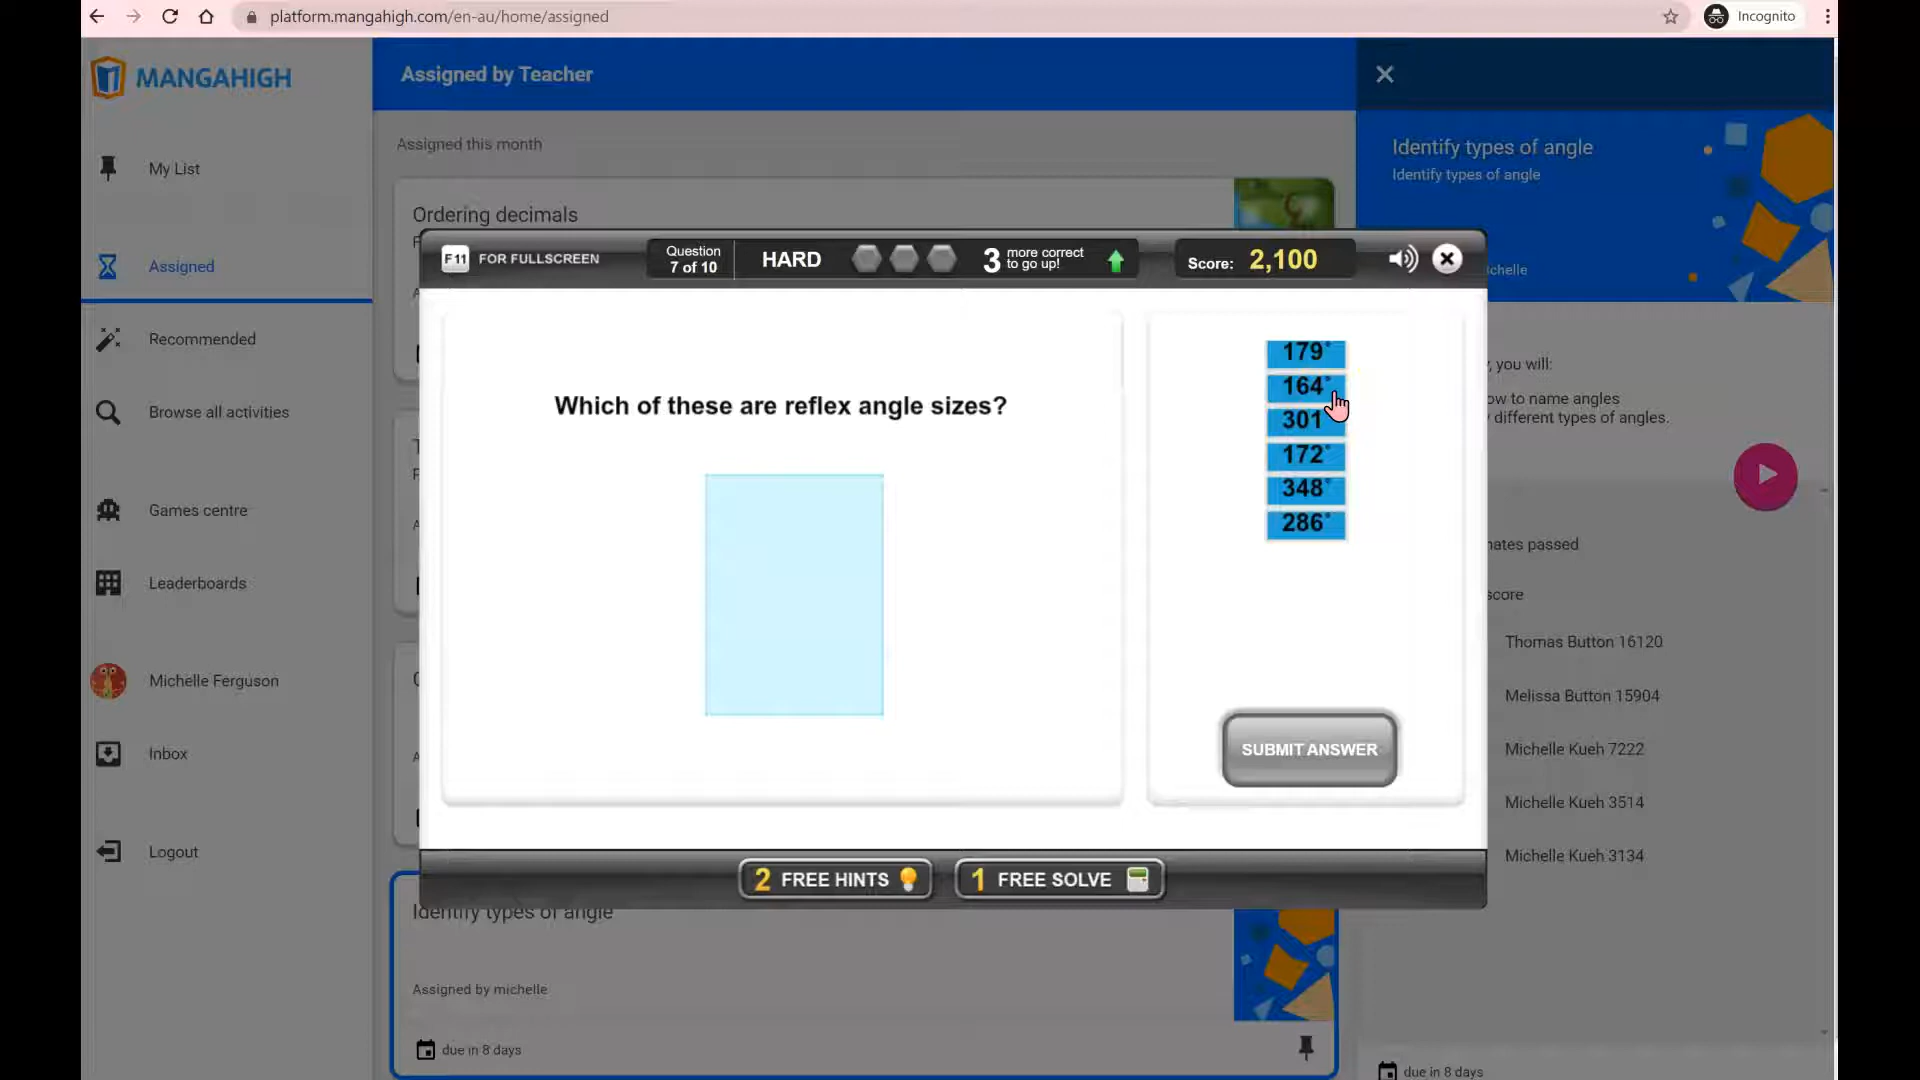 platform.mangahigh.com/en-au/home/assigned
Incognito
MANGAHIGH
My List
Assigned
Recommended
Browse all activities
Games centre
Leaderboards
Michelle Ferguson
Inbox
Logout
Assigned by Teacher
Assigned this month
Ordering decimals
Identify types of angle
Identify types of angle
F11 FOR FULLSCREEN
Question
7 of 10
HARD
3 more correct
to go up!
Score: 2,100
Which of these are reflex angle sizes?
179°
164°
301°
172°
348°
286°
SUBMIT ANSWER
2 FREE HINTS
1 FREE SOLVE
you will:
how to name angles
different types of angles.
passed
score
Thomas Button 16120
Melissa Button 15904
Michelle Kueh 7222
Michelle Kueh 3514
Michelle Kueh 3134
Identify types of angle
Assigned by michelle
due in 8 days
due in 8 days